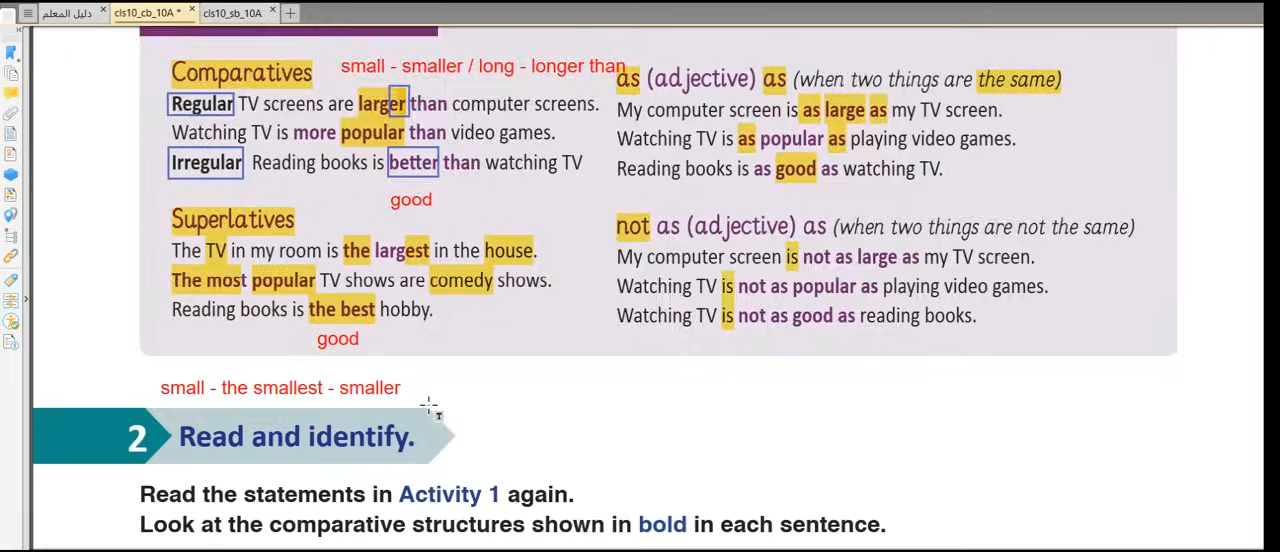 دليل المعلم
cls10_cb_10A *
cls10_sb_10A
small - smaller / long - longer than
Comparatives
Regular TV screens are larger than computer screens.
Watching TV is more popular than video games.
Irregular Reading books is better than watching TV
good
Superlatives
The TV in my room is the largest in the house.
The most popular TV shows are comedy shows.
Reading books is the best hobby.
good
as (adjective) as (when two things are the same)
My computer screen is as large as my TV screen.
Watching TV is as popular as playing video games.
Reading books is as good as watching TV.
not as (adjective) as (when two things are not the same)
My computer screen is not as large as my TV screen.
Watching TV is not as popular as playing video games.
Watching TV is not as good as reading books.
small - the smallest - smaller
2 Read and identify.
Read the statements in Activity 1 again.
Look at the comparative structures shown in bold in each sentence.